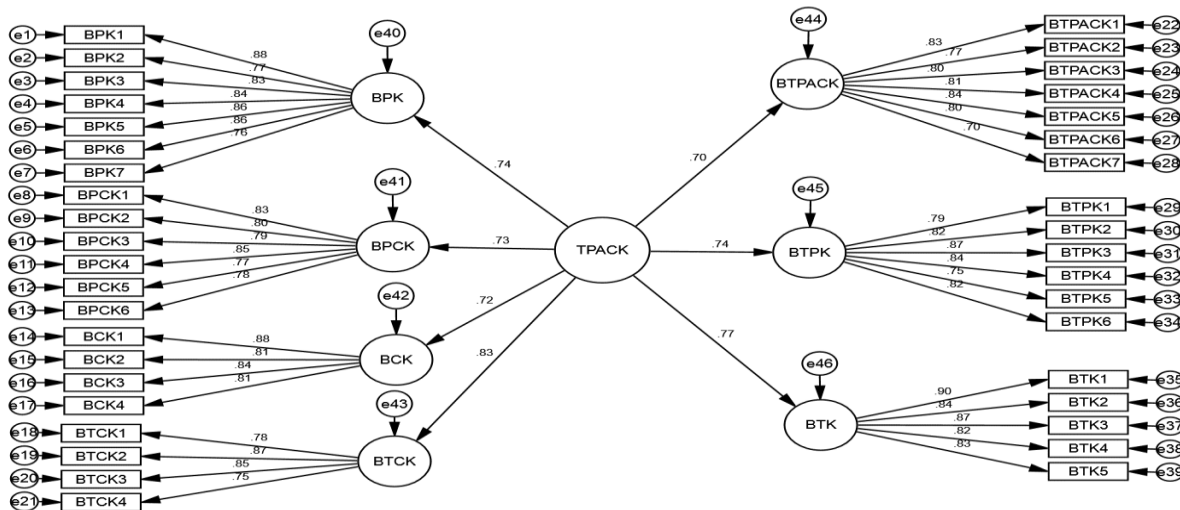 e1 BPK1 .88
e2 BPK2 .77
e3 BPK3 .83
e4 BPK4 .84
e5 BPK5 .86
e6 BPK6 .86
e7 BPK7 .76
e40
BPK
.74
e8 BPCK1 .83
e9 BPCK2 .80
e10 BPCK3 .79
e11 BPCK4 .85
e12 BPCK5 .77
e13 BPCK6 .78
e41
BPCK
.73
e14 BCK1 .88
e15 BCK2 .81
e16 BCK3 .84
e17 BCK4 .81
e42
BCK
.72
e18 BTCK1 .78
e19 BTCK2 .87
e20 BTCK3 .85
e21 BTCK4 .75
e43
BTCK
.83
TPACK
e44
BTPACK
.70
.83 BTPACK1 e22
.77 BTPACK2 e23
.80 BTPACK3 e24
.81 BTPACK4 e25
.84 BTPACK5 e26
.80 BTPACK6 e27
.70 BTPACK7 e28
e45
BTPK
.74
.79 BTPK1 e29
.82 BTPK2 e30
.87 BTPK3 e31
.84 BTPK4 e32
.75 BTPK5 e33
.82 BTPK6 e34
e46
BTK
.77
.90 BTK1 e35
.84 BTK2 e36
.87 BTK3 e37
.82 BTK4 e38
.83 BTK5 e39